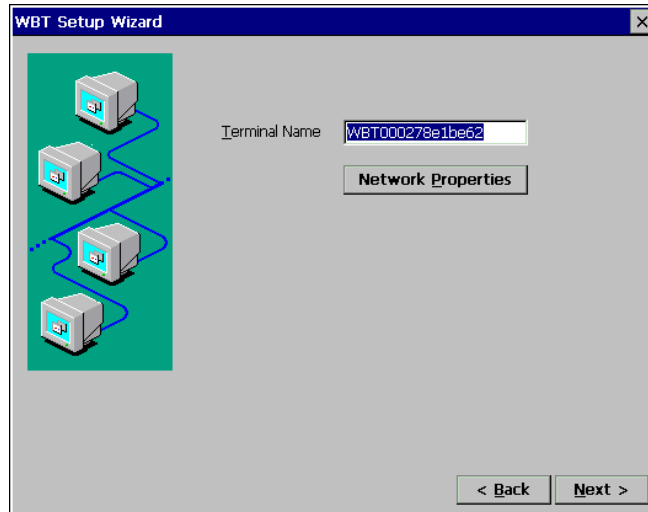 WBT Setup Wizard
Terminal Name WBT000278e1be62
Network Properties
< Back Next >